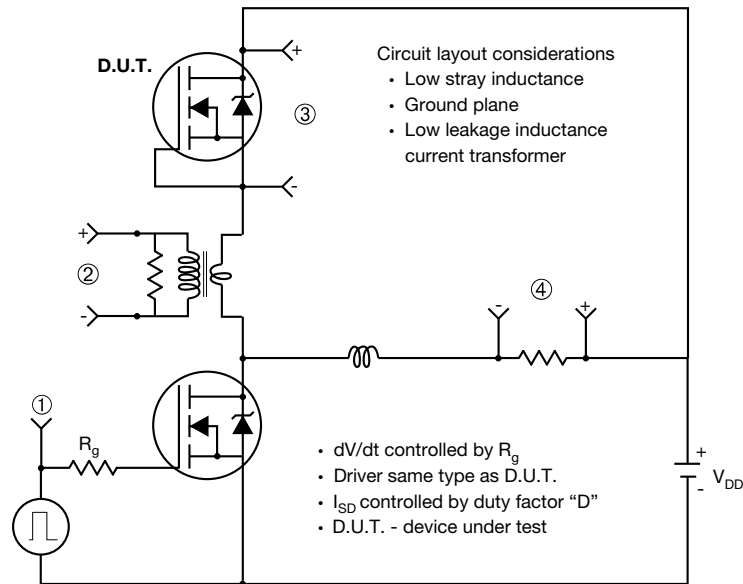 D.U.T.
+
③
-
Circuit layout considerations
• Low stray inductance
• Ground plane
• Low leakage inductance
current transformer
+
②
-
④
- +
①
Rg
• dV/dt controlled by Rg
• Driver same type as D.U.T.
• ISD controlled by duty factor “D”
• D.U.T. - device under test
+
-
VDD